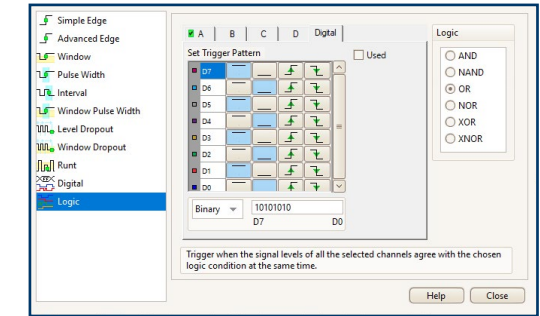 Simple Edge
Advanced Edge
Window
Pulse Width
Interval
Window Pulse Width
Level Dropout
Window Dropout
Runt
Digital
Logic
A B C D Digital
Set Trigger Pattern
Used
D7
D6
D5
D4
D3
D2
D1
D0
Binary 10101010
D7 D0
Logic
AND
NAND
OR
NOR
XOR
XNOR
Trigger when the signal levels of all the selected channels agree with the chosen
logic condition at the same time.
Help Close